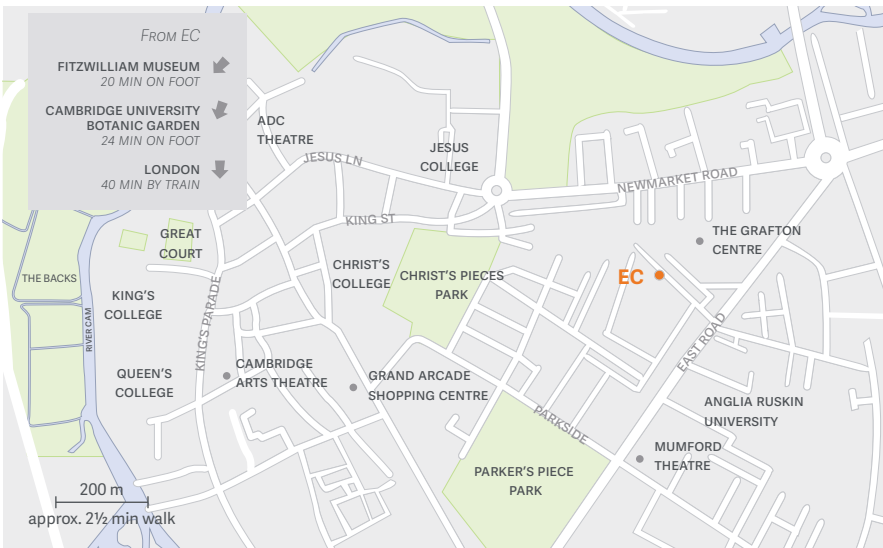 FROM EC
FITZWILLIAM MUSEUM
20 MIN ON FOOT
CAMBRIDGE UNIVERSITY
BOTANIC GARDEN
24 MIN ON FOOT
LONDON
40 MIN BY TRAIN
ADC
THEATRE
JESUS LN
JESUS
COLLEGE
NEWMARKET ROAD
KING ST
GREAT
COURT
THE GRAFTON
CENTRE
THE BACKS
CHRIST'S
COLLEGE
CHRIST'S PIECES
PARK
EC
KING'S
COLLEGE
RIVER CAM
KING'S PARADE
EAST ROAD
QUEEN'S
COLLEGE
CAMBRIDGE
ARTS THEATRE
GRAND ARCADE
SHOPPING CENTRE
ANGLIA RUSKIN
UNIVERSITY
PARKSIDE
MUMFORD
THEATRE
PARKER'S PIECE
PARK
200 m
approx. 2½ min walk